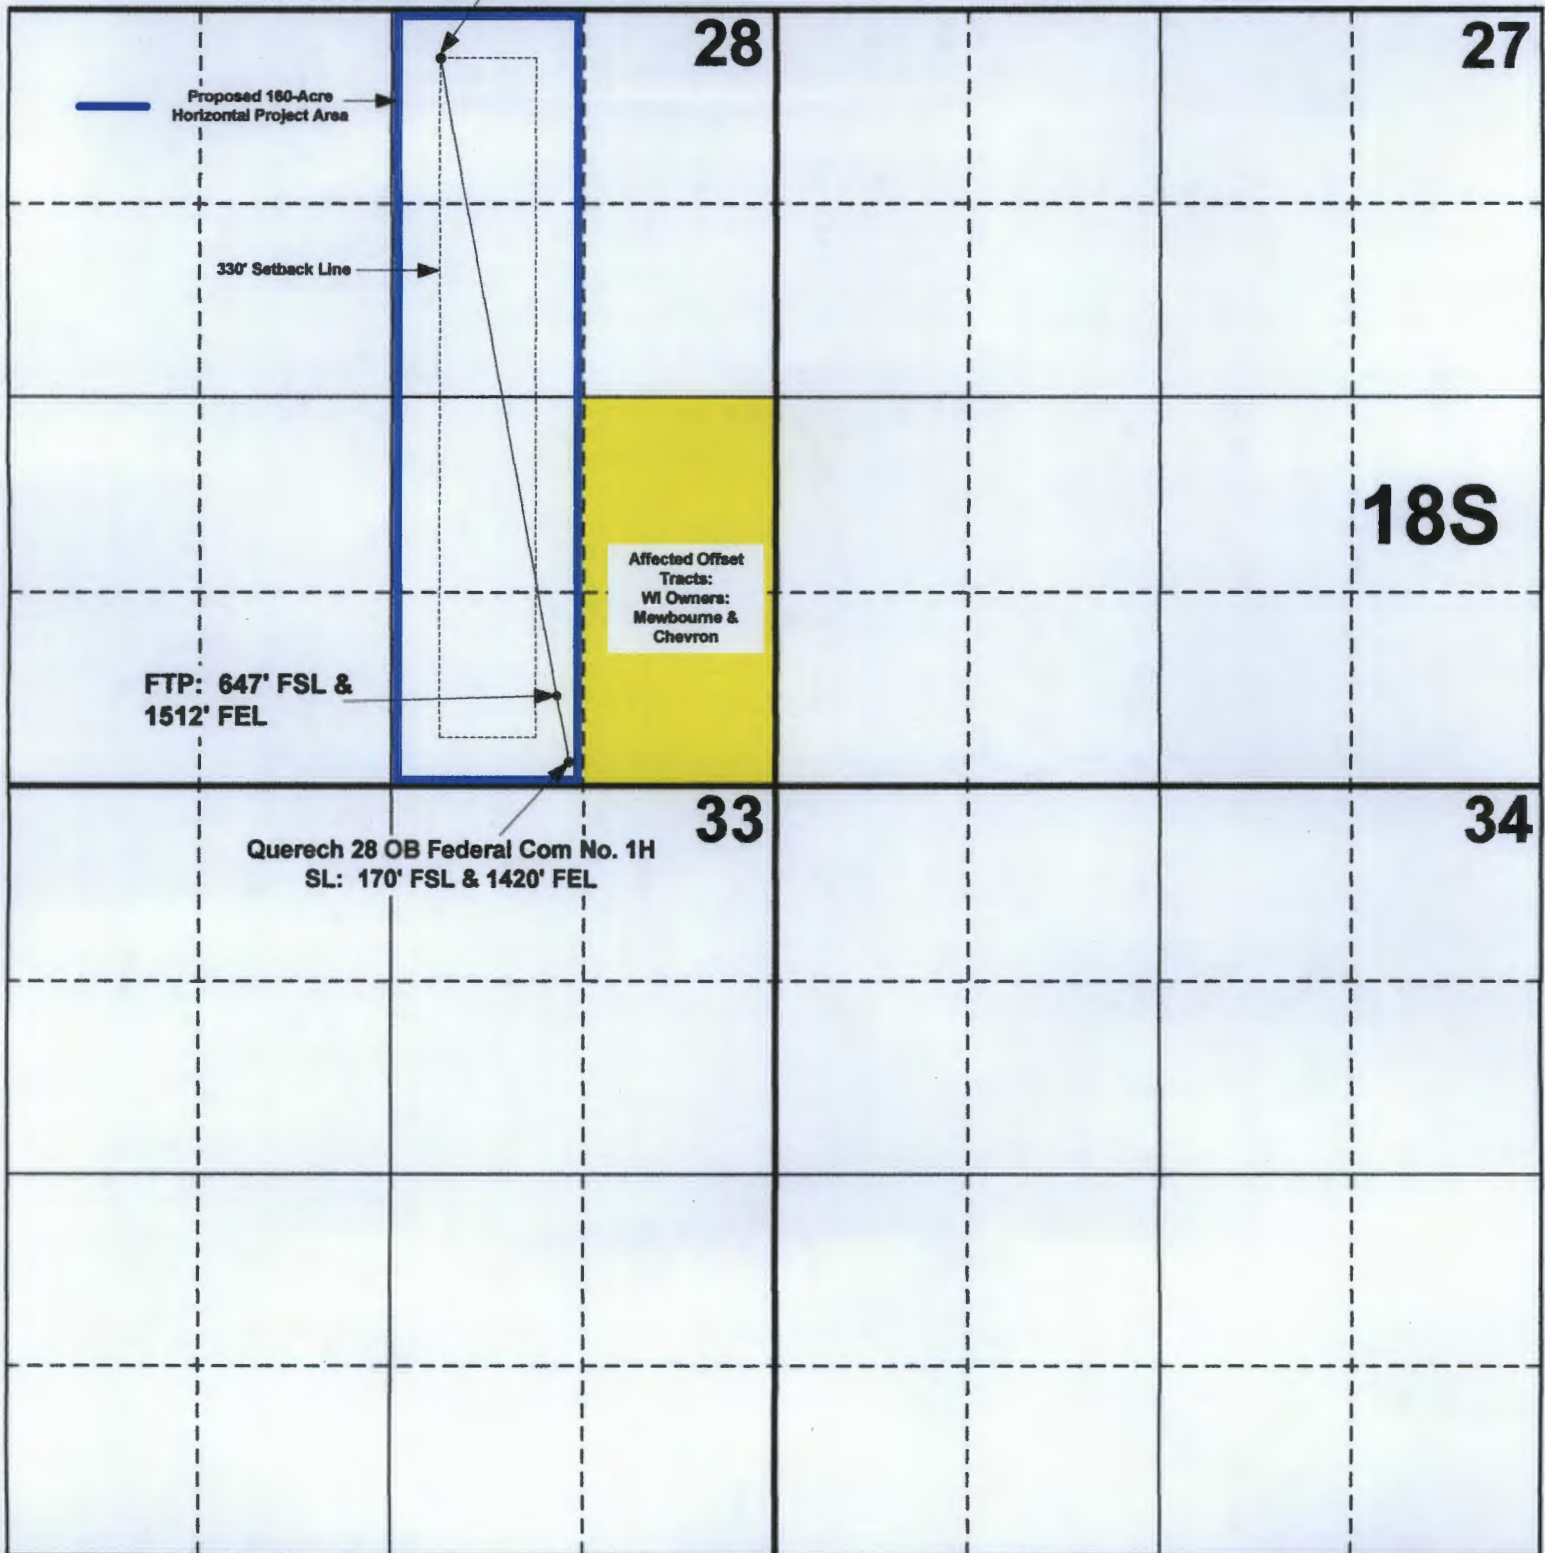 28
27
Proposed 160-Acre
Horizontal Project Area
330' Setback Line
18S
Affected Offset
Tracts:
WI Owners:
Mewbourne &
Chevron
FTP: 647' FSL &
1512' FEL
33
34
Querech 28 OB Federal Com No. 1H
SL: 170' FSL & 1420' FEL